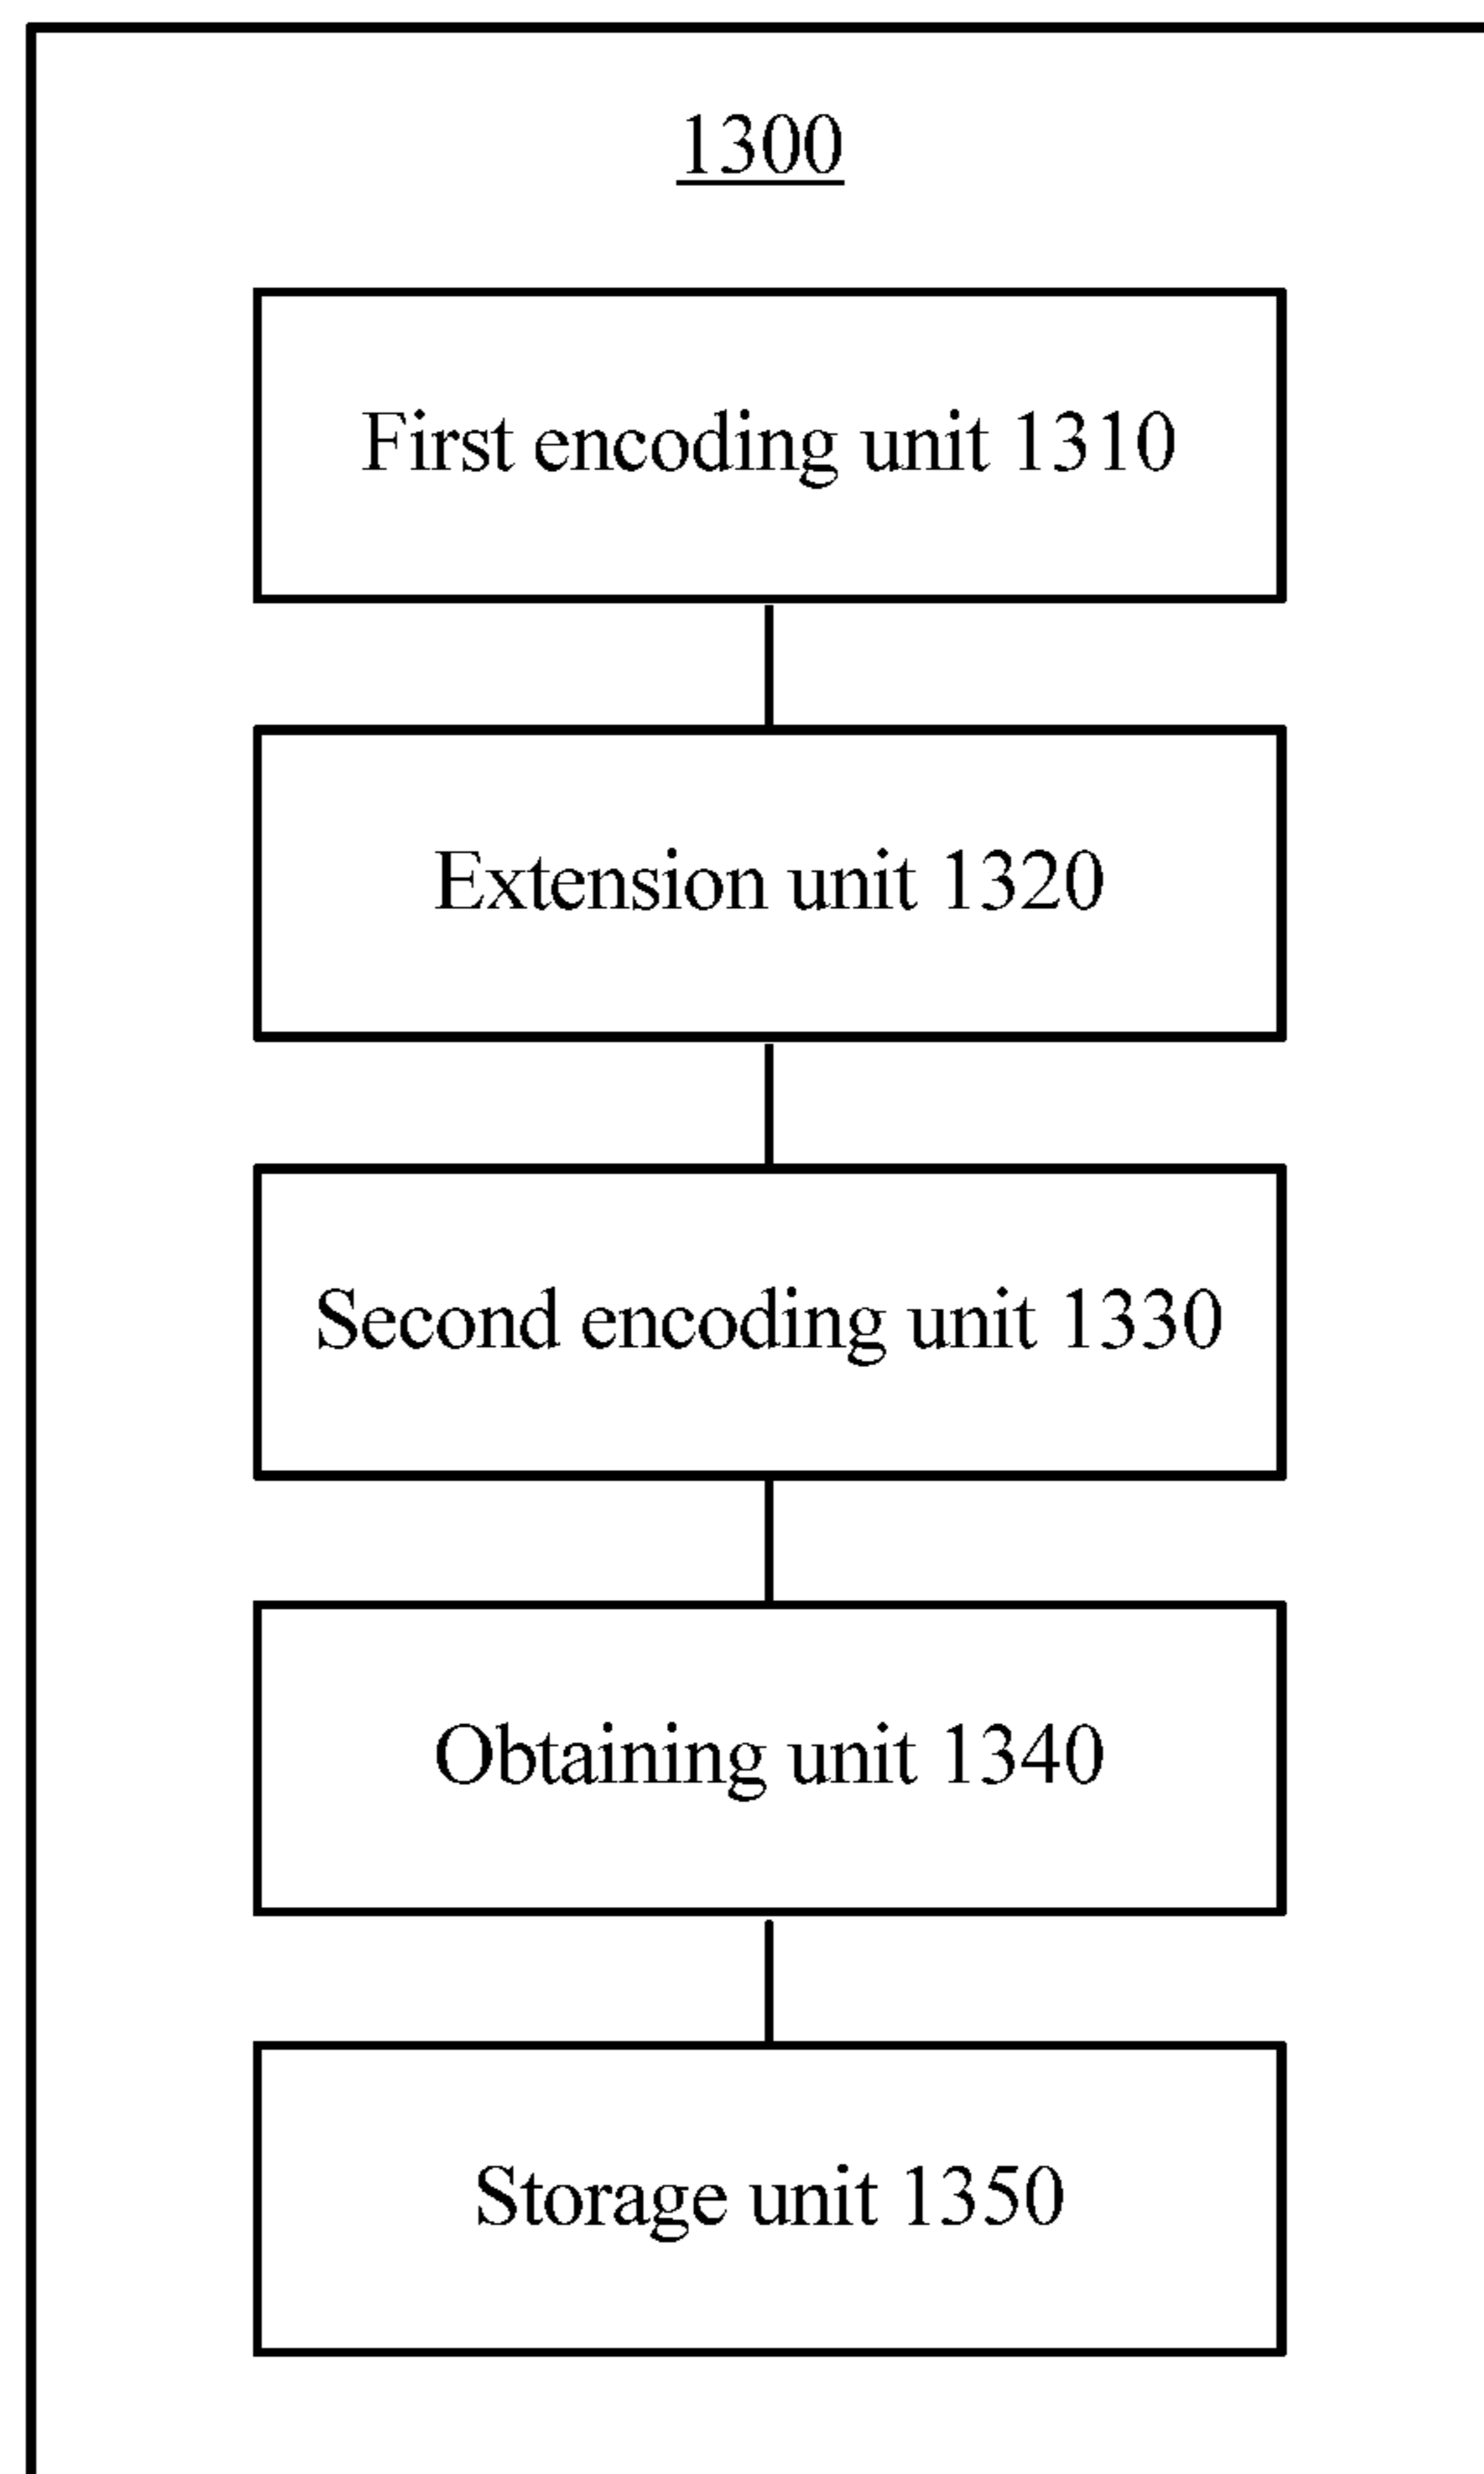 1300
First encoding unit 1310
Extension unit 1320
Second encoding unit 1330
Obtaining unit 1340
Storage unit 1350